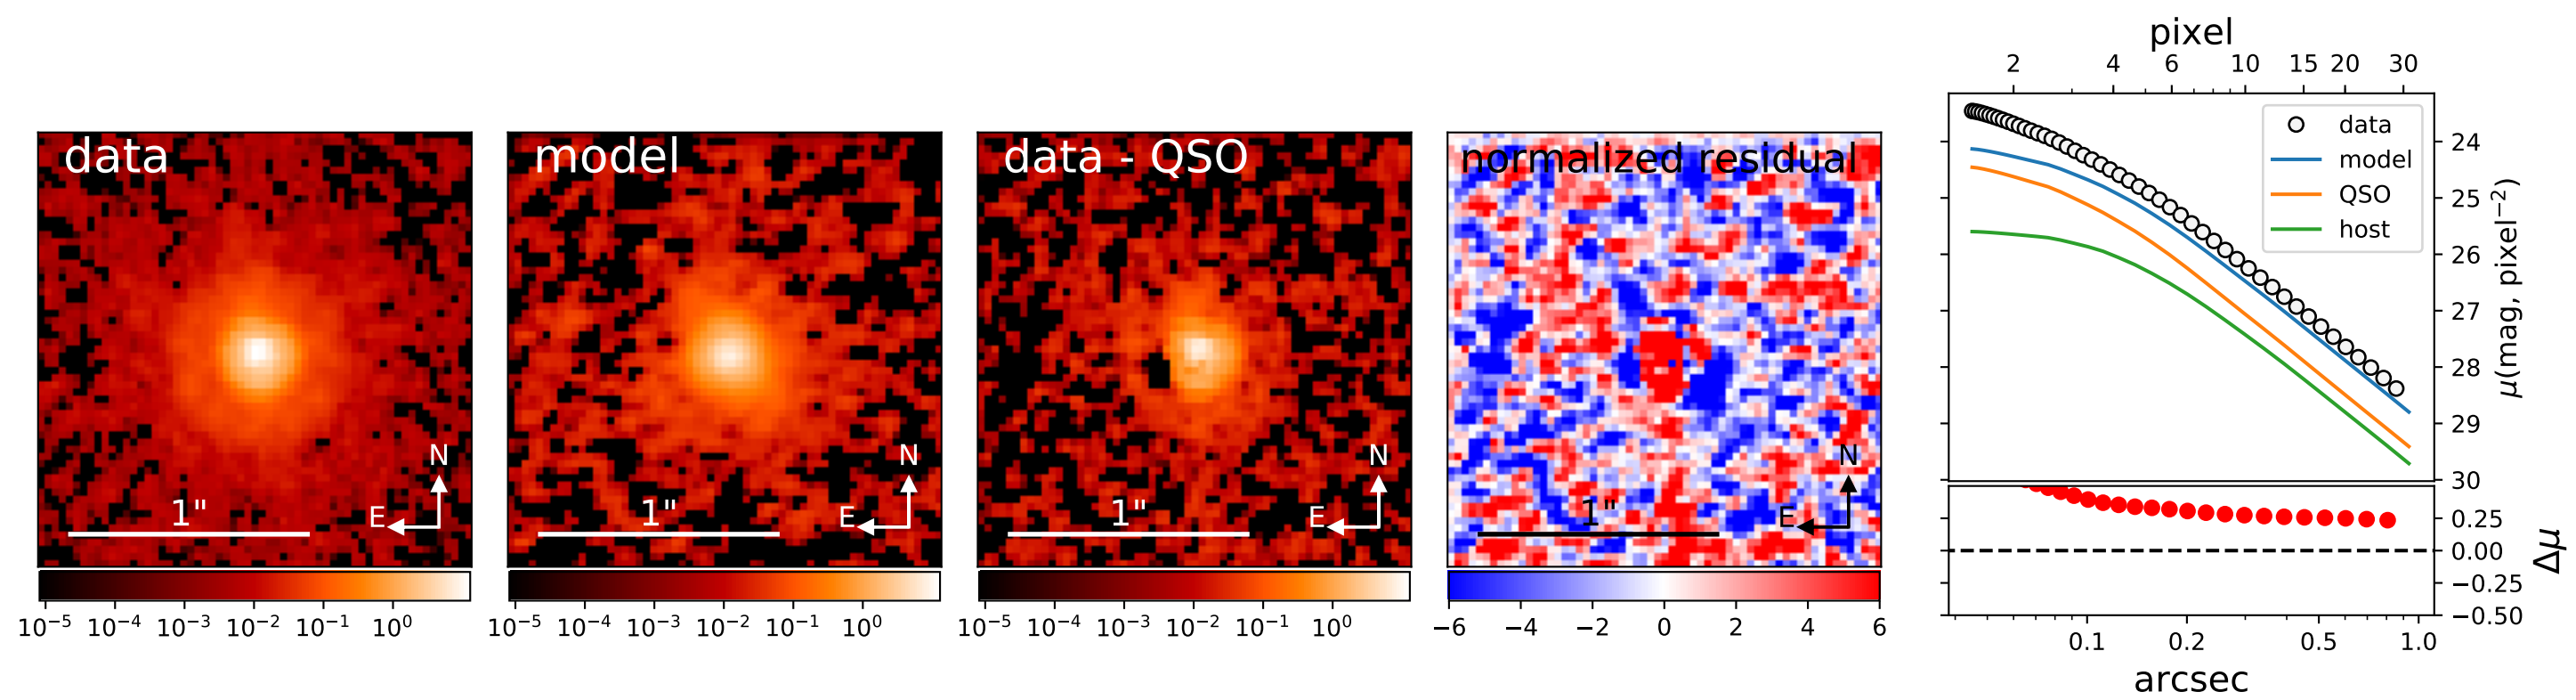 data
N
E
1"
10⁻⁵ 10⁻⁴ 10⁻³ 10⁻² 10⁻¹ 10⁰
model
N
E
1"
10⁻⁵ 10⁻⁴ 10⁻³ 10⁻² 10⁻¹ 10⁰
data - QSO
N
E
1"
10⁻⁵ 10⁻⁴ 10⁻³ 10⁻² 10⁻¹ 10⁰
normalized residual
N
E
1"
−6 −4 −2 0 2 4 6
pixel
2 4 6 10 15 20 30
data
model
QSO
host
24
25
26
27
28
29
30
μ(mag, pixel⁻²)
0.25
0.00
−0.25
−0.50
Δμ
0.1 0.2 0.5 1.0
arcsec